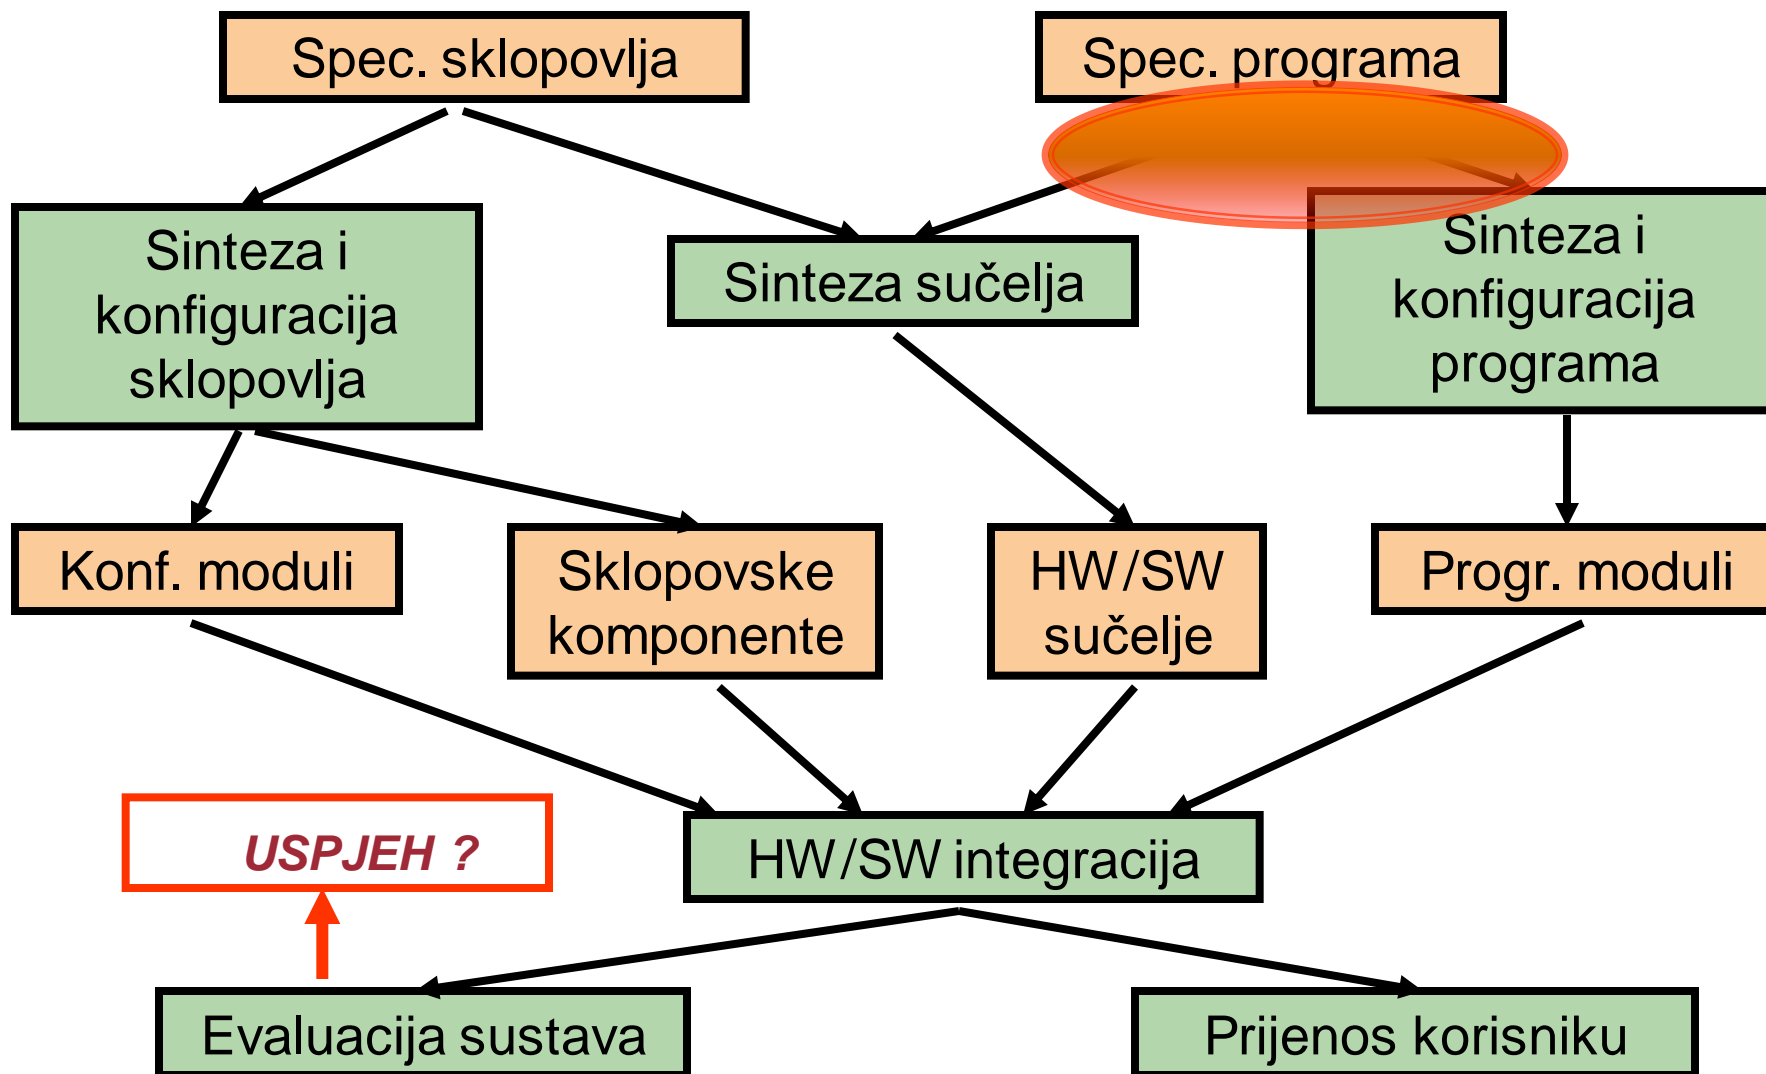 Spec. sklopovlja
Spec. programa
Sinteza i
konfiguracija
sklopovlja
Sinteza sučelja
Sinteza i
konfiguracija
programa
Konf. moduli
Sklopovske
komponente
HW/SW
sučelje
Progr. moduli
USPJEH ?
HW/SW integracija
Evaluacija sustava
Prijenos korisniku